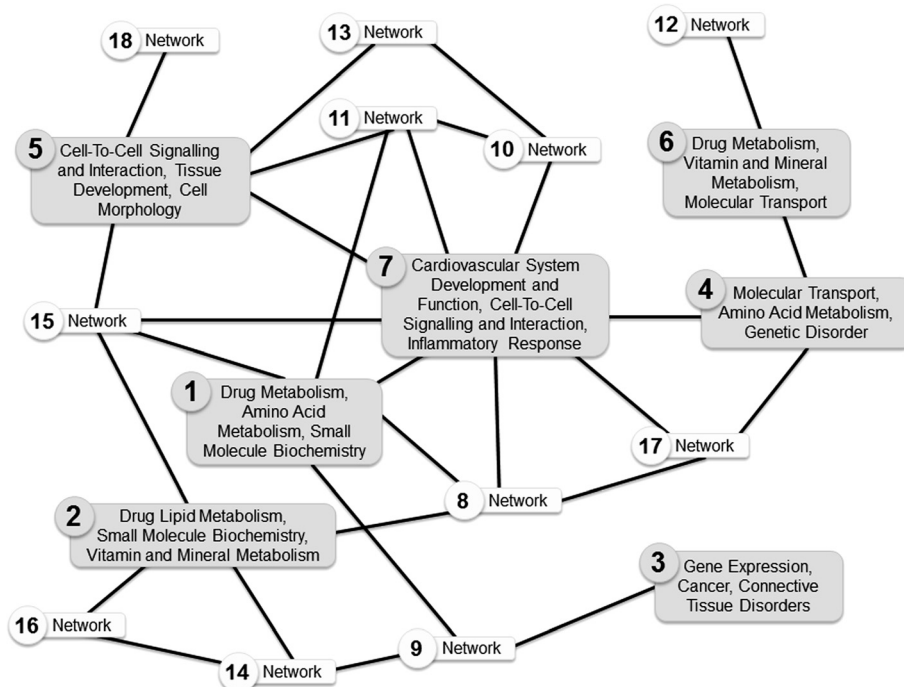 13 Network
12 Network
18 Network
11 Network
10 Network
5 Cell-To-Cell Signalling
and Interaction, Tissue
Development, Cell
Morphology
6 Drug Metabolism,
Vitamin and Mineral
Metabolism,
Molecular Transport
7 Cardiovascular System
Development and
Function, Cell-To-Cell
Signalling and Interaction,
Inflammatory Response
4 Molecular Transport,
Amino Acid Metabolism,
Genetic Disorder
15 Network
1 Drug Metabolism,
Amino Acid
Metabolism, Small
Molecule Biochemistry
17 Network
8 Network
2 Drug Lipid Metabolism,
Small Molecule Biochemistry,
Vitamin and Mineral Metabolism
3 Gene Expression,
Cancer, Connective
Tissue Disorders
16 Network
9 Network
14 Network